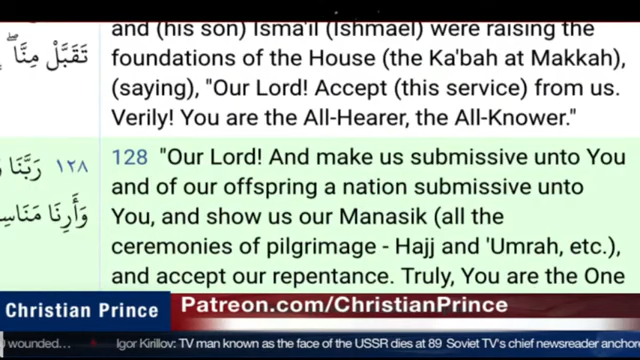 and (his son) Isma'il (Ishmael) were raising the
تَقَبَّلْ مِنَّآ ۖ
foundations of the House (the Ka'bah at Makkah),
(saying), "Our Lord! Accept (this service) from us.
Verily! You are the All-Hearer, the All-Knower."
١٢٨ رَبَّنَا
128 "Our Lord! And make us submissive unto You
and of our offspring a nation submissive unto
وَأَرِنَا
You, and show us our Manasik (all the
ceremonies of pilgrimage - Hajj and 'Umrah, etc.),
and accept our repentance. Truly, You are the One
Christian Prince
Patreon.com/ChristianPrince
wounded... Igor Kirillov: TV man known as the face of the USSR dies at 89 Soviet TV's chief newsreader anchor